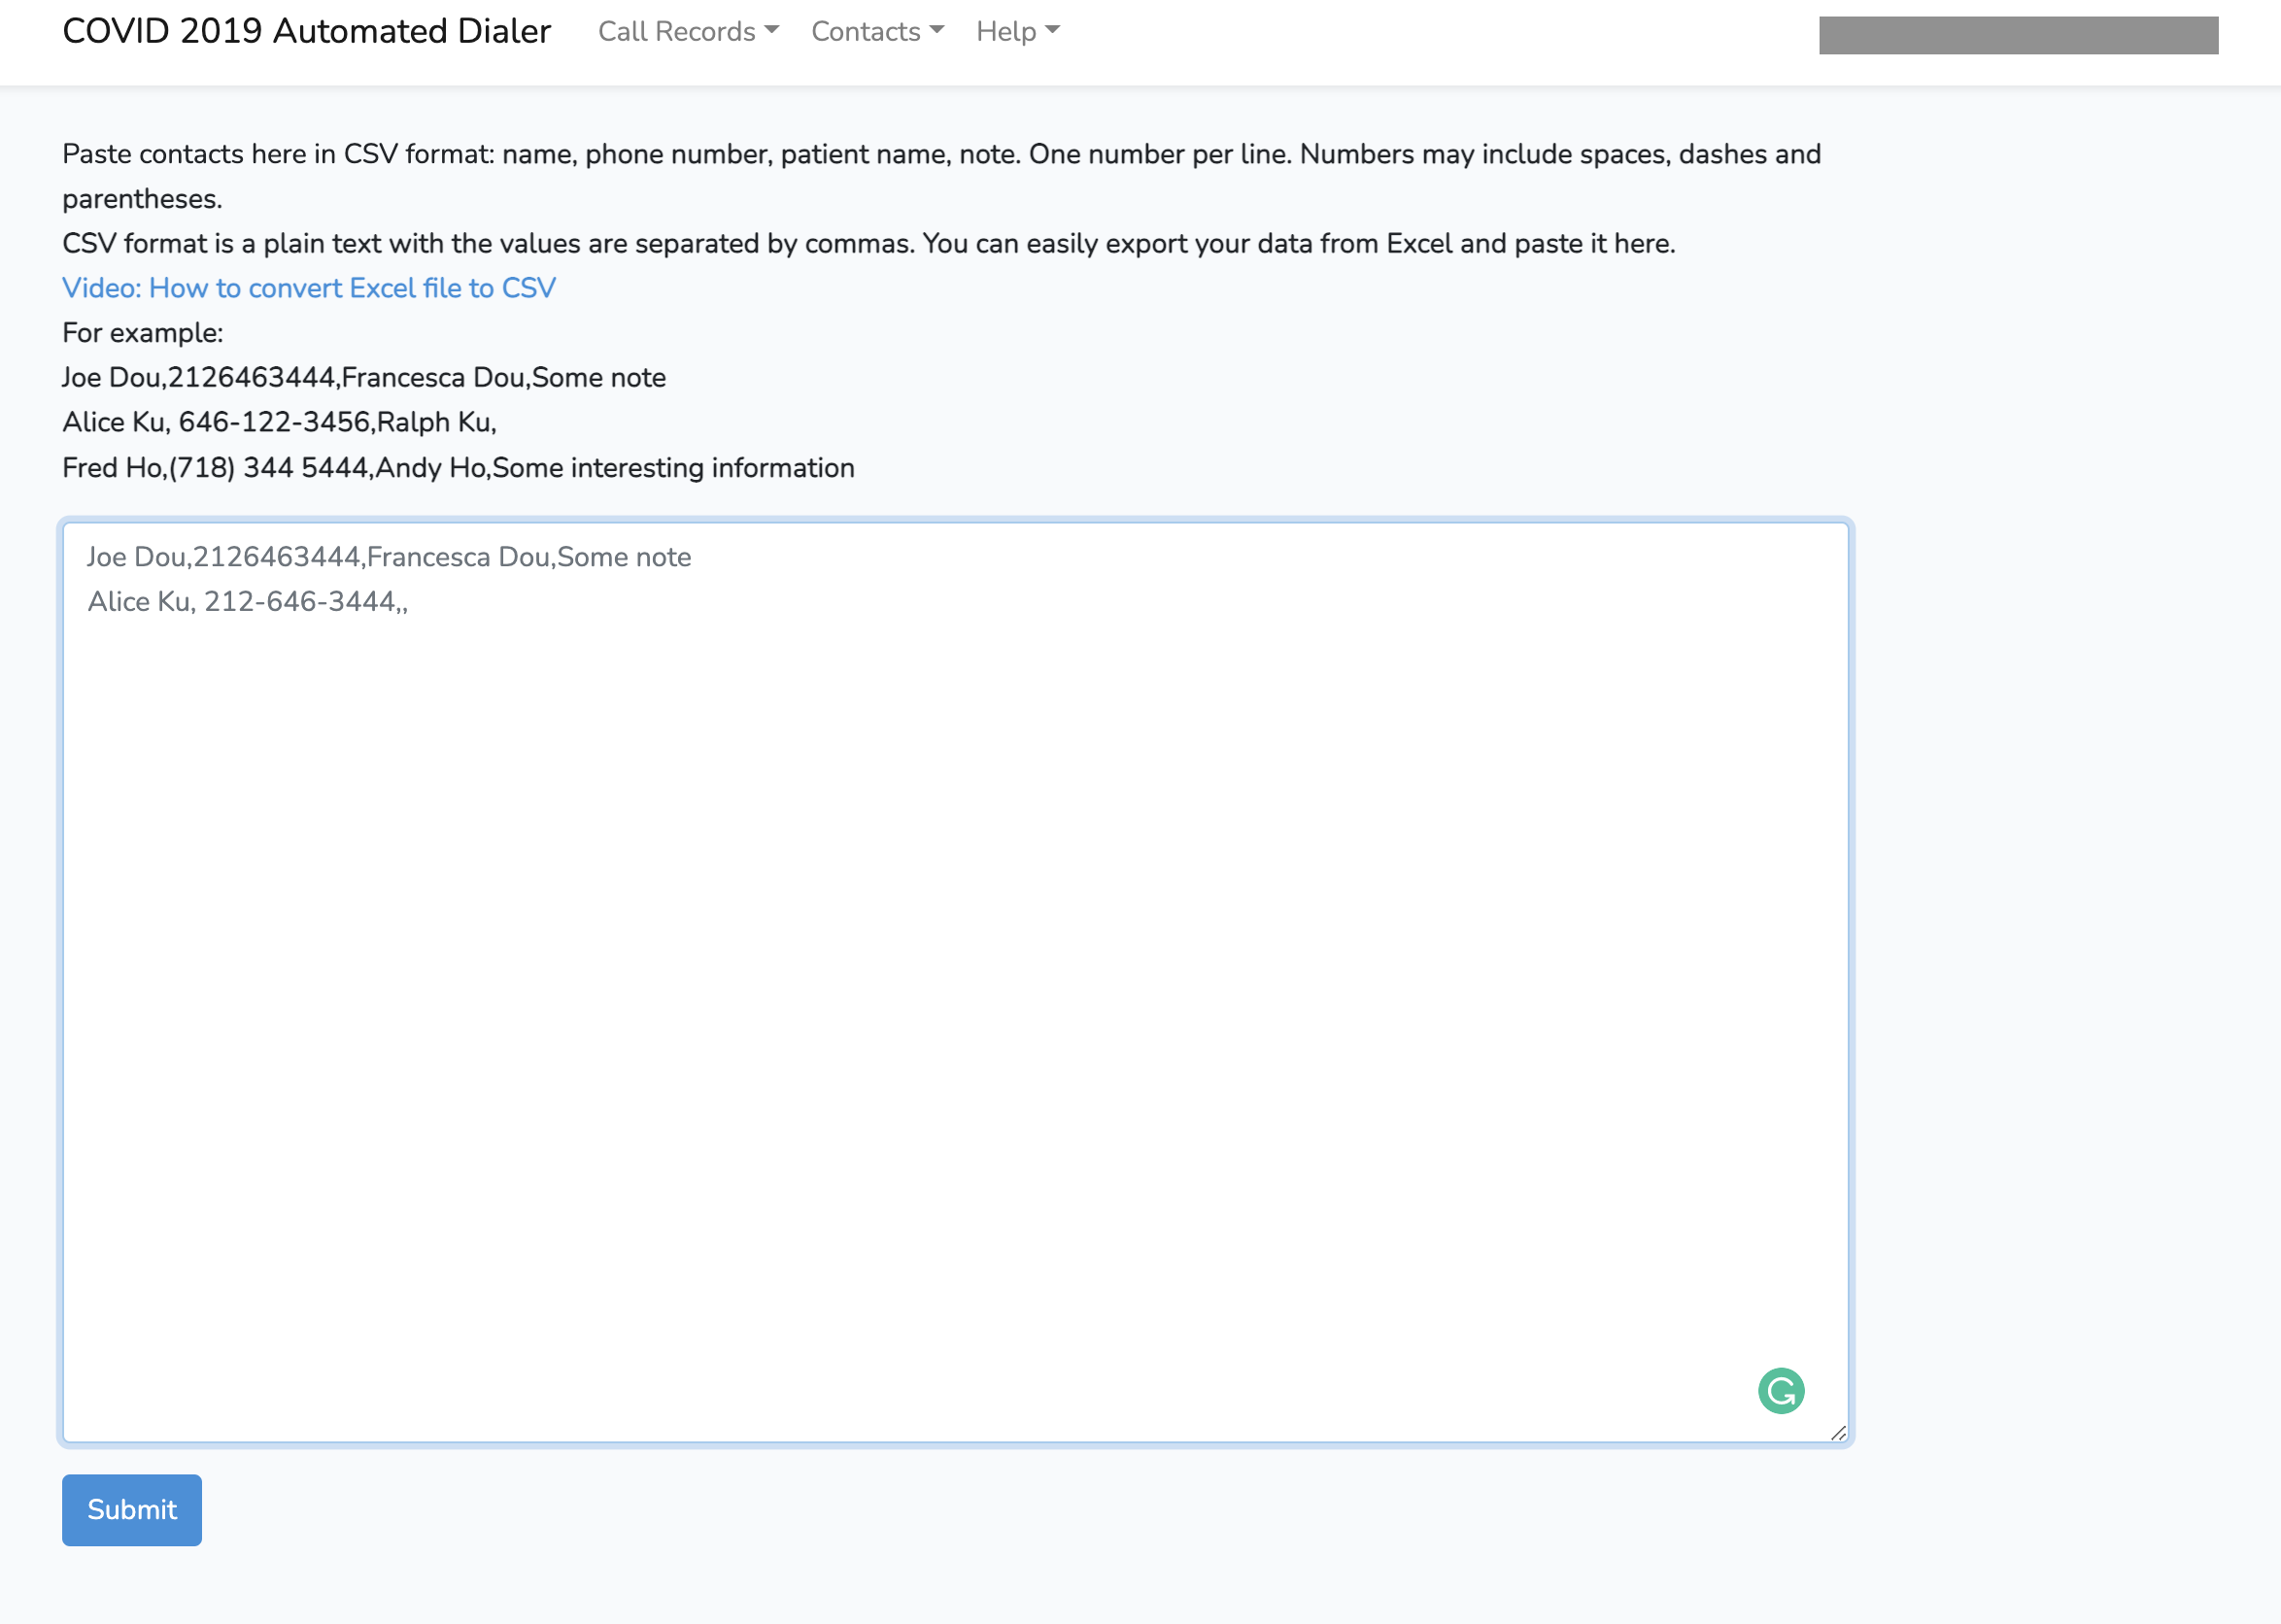 COVID 2019 Automated Dialer Call Records Contacts Help
Paste contacts here in CSV format: name, phone number, patient name, note. One number per line. Numbers may include spaces, dashes and
parentheses.
CSV format is a plain text with the values are separated by commas. You can easily export your data from Excel and paste it here.
Video: How to convert Excel file to CSV
For example:
Joe Dou,2126463444,Francesca Dou,Some note
Alice Ku, 646-122-3456,Ralph Ku,
Fred Ho,(718) 344 5444,Andy Ho,Some interesting information
Joe Dou,2126463444,Francesca Dou,Some note
Alice Ku, 212-646-3444,,
Submit